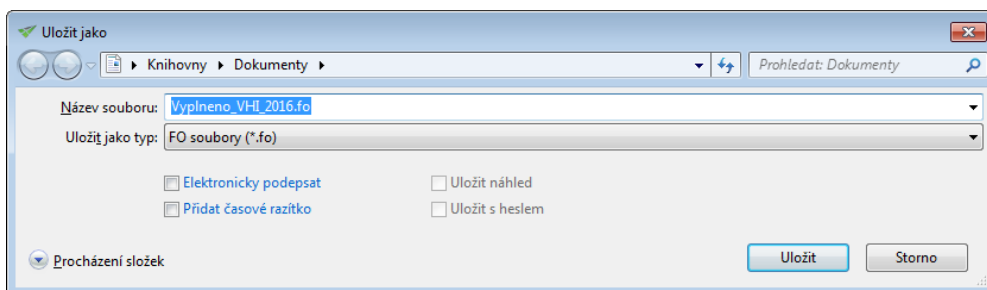 Uložit jako
Knihovny Dokumenty Prohledat: Dokumenty
Název souboru: Vyplneno_VHI_2016.fo
Uložit jako typ: FO soubory (*.fo)
Elektronicky podepsat Uložit náhled
Přidat časové razítko Uložit s heslem
Procházení složek Uložit Storno